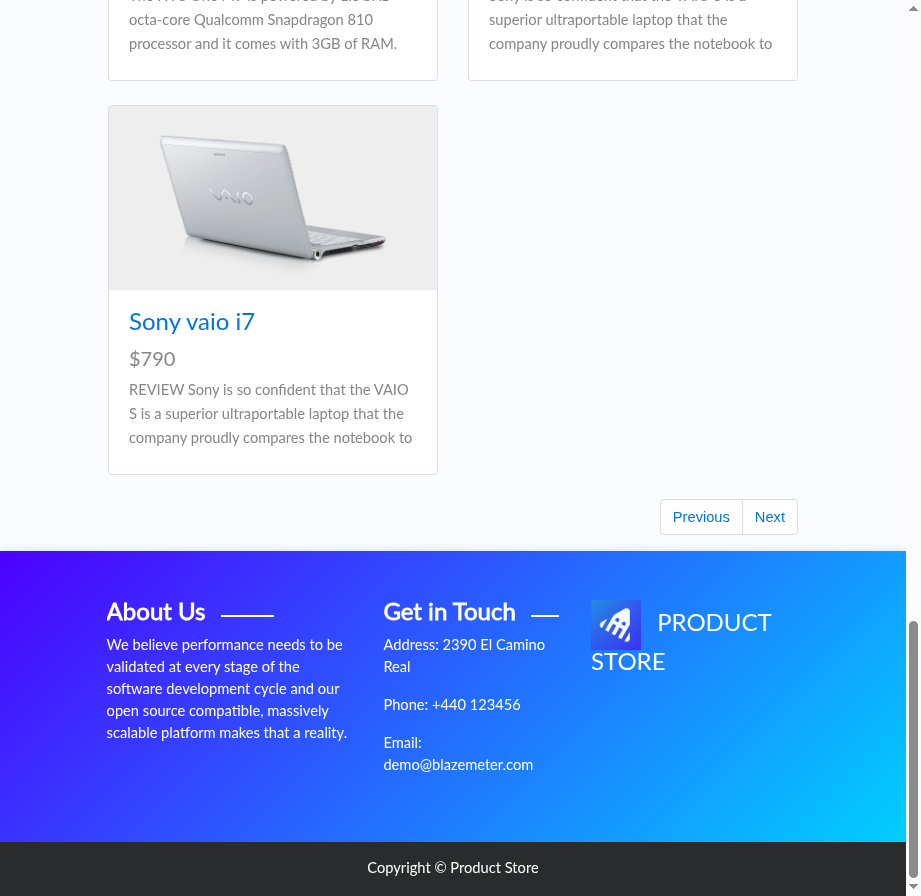 octa-core Qualcomm Snapdragon 810
processor and it comes with 3GB of RAM.
superior ultraportable laptop that the
company proudly compares the notebook to
SONY
VAIO
Sony vaio i7
$790
REVIEW Sony is so confident that the VAIO
S is a superior ultraportable laptop that the
company proudly compares the notebook to
Previous
Next
About Us
We believe performance needs to be
validated at every stage of the
software development cycle and our
open source compatible, massively
scalable platform makes that a reality.
Get in Touch
Address: 2390 El Camino
Real
Phone: +440 123456
Email:
demo@blazemeter.com
PRODUCT
STORE
Copyright © Product Store